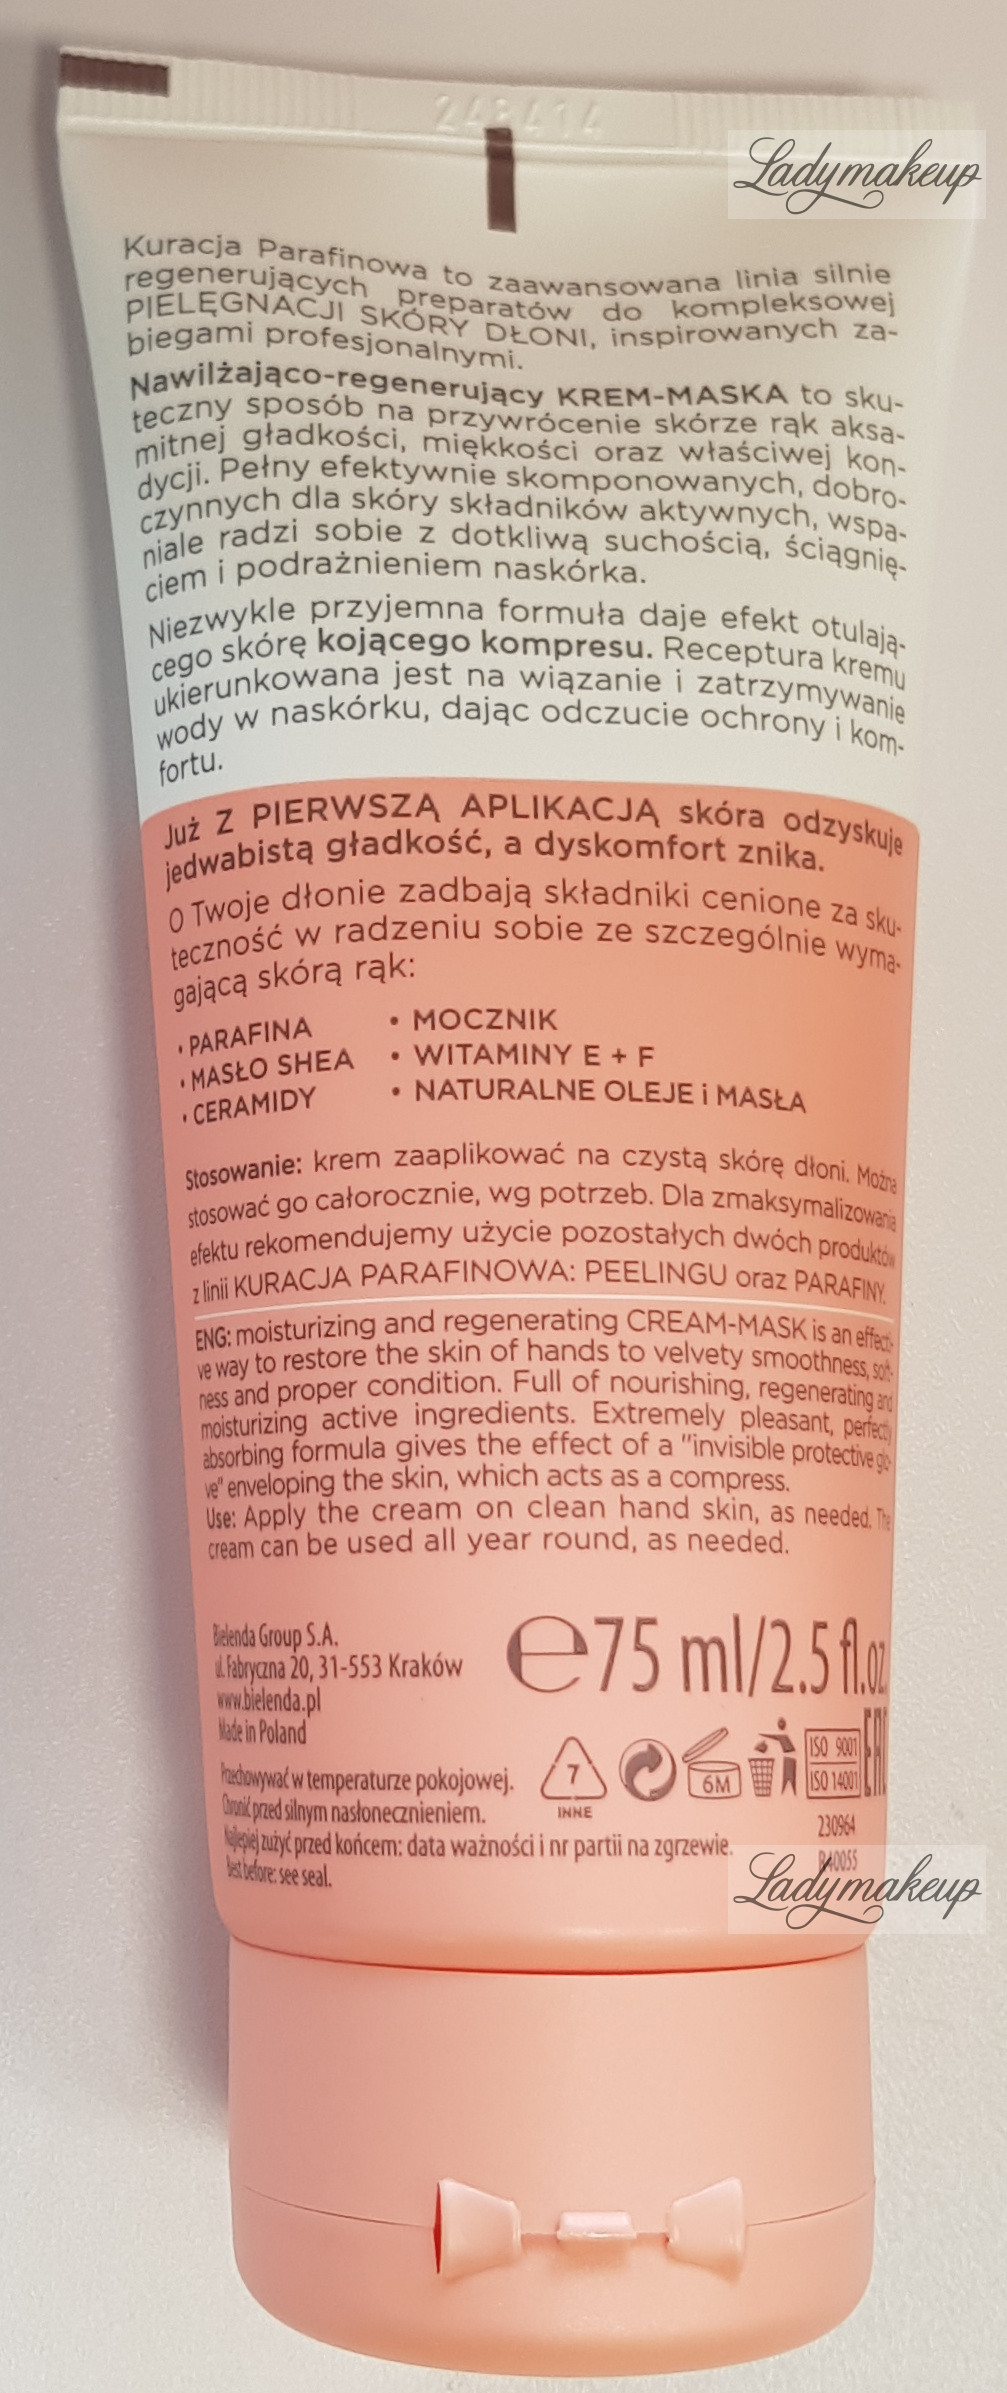 248414
Ladymakeup
Kuracja Parafinowa to zaawansowana linia silnie
regenerujących preparatów do kompleksowej
PIELĘGNACJI SKÓRY DŁONI, inspirowanych za-
biegami profesjonalnymi.
Nawilżająco-regenerujący KREM-MASKA to sku-
teczny sposób na przywrócenie skórze rąk aksa-
mitnej gładkości, miękkości oraz właściwej kon-
dycji. Pełny efektywnie skomponowanych, dobro-
czynnych dla skóry składników aktywnych, wspa-
niale radzi sobie z dotkliwą suchością, ściągnię-
ciem i podrażnieniem naskórka.
Niezwykle przyjemna formuła daje efekt otulają-
cego skórę kojącego kompresu. Receptura kremu
ukierunkowana jest na wiązanie i zatrzymywanie
wody w naskórku, dając odczucie ochrony i kom-
fortu.
Już Z PIERWSZĄ APLIKACJĄ skóra odzyskuje
jedwabistą gładkość, a dyskomfort znika.
O Twoje dłonie zadbają składniki cenione za sku-
teczność w radzeniu sobie ze szczególnie wyma-
gającą skórą rąk:
• PARAFINA
• MASŁO SHEA
• CERAMIDY
• MOCZNIK
• WITAMINY E + F
• NATURALNE OLEJE i MASŁA
Stosowanie: krem zaaplikować na czystą skórę dłoni. Można
stosować go całorocznie, wg potrzeb. Dla zmaksymalizowania
efektu rekomendujemy użycie pozostałych dwóch produktów
z linii KURACJA PARAFINOWA: PEELINGU oraz PARAFINY.
ENG: moisturizing and regenerating CREAM-MASK is an effecti-
ve way to restore the skin of hands to velvety smoothness, soft-
ness and proper condition. Full of nourishing, regenerating and
moisturizing active ingredients. Extremely pleasant, perfectly
absorbing formula gives the effect of a "invisible protective glo-
ve" enveloping the skin, which acts as a compress.
Use: Apply the cream on clean hand skin, as needed. The
cream can be used all year round, as needed.
Bielenda Group S.A.
ul. Fabryczna 20, 31-553 Kraków
www.bielenda.pl
Made in Poland
e 75 ml/2.5 fl.oz.
7
INNE
6M
ISO 9001
ISO 14001
EAC
Przechowywać w temperaturze pokojowej.
Chronić przed silnym nasłonecznieniem.
Najlepiej zużyć przed końcem: data ważności i nr partii na zgrzewie.
Best before: see seal.
230964
R40055
Ladymakeup